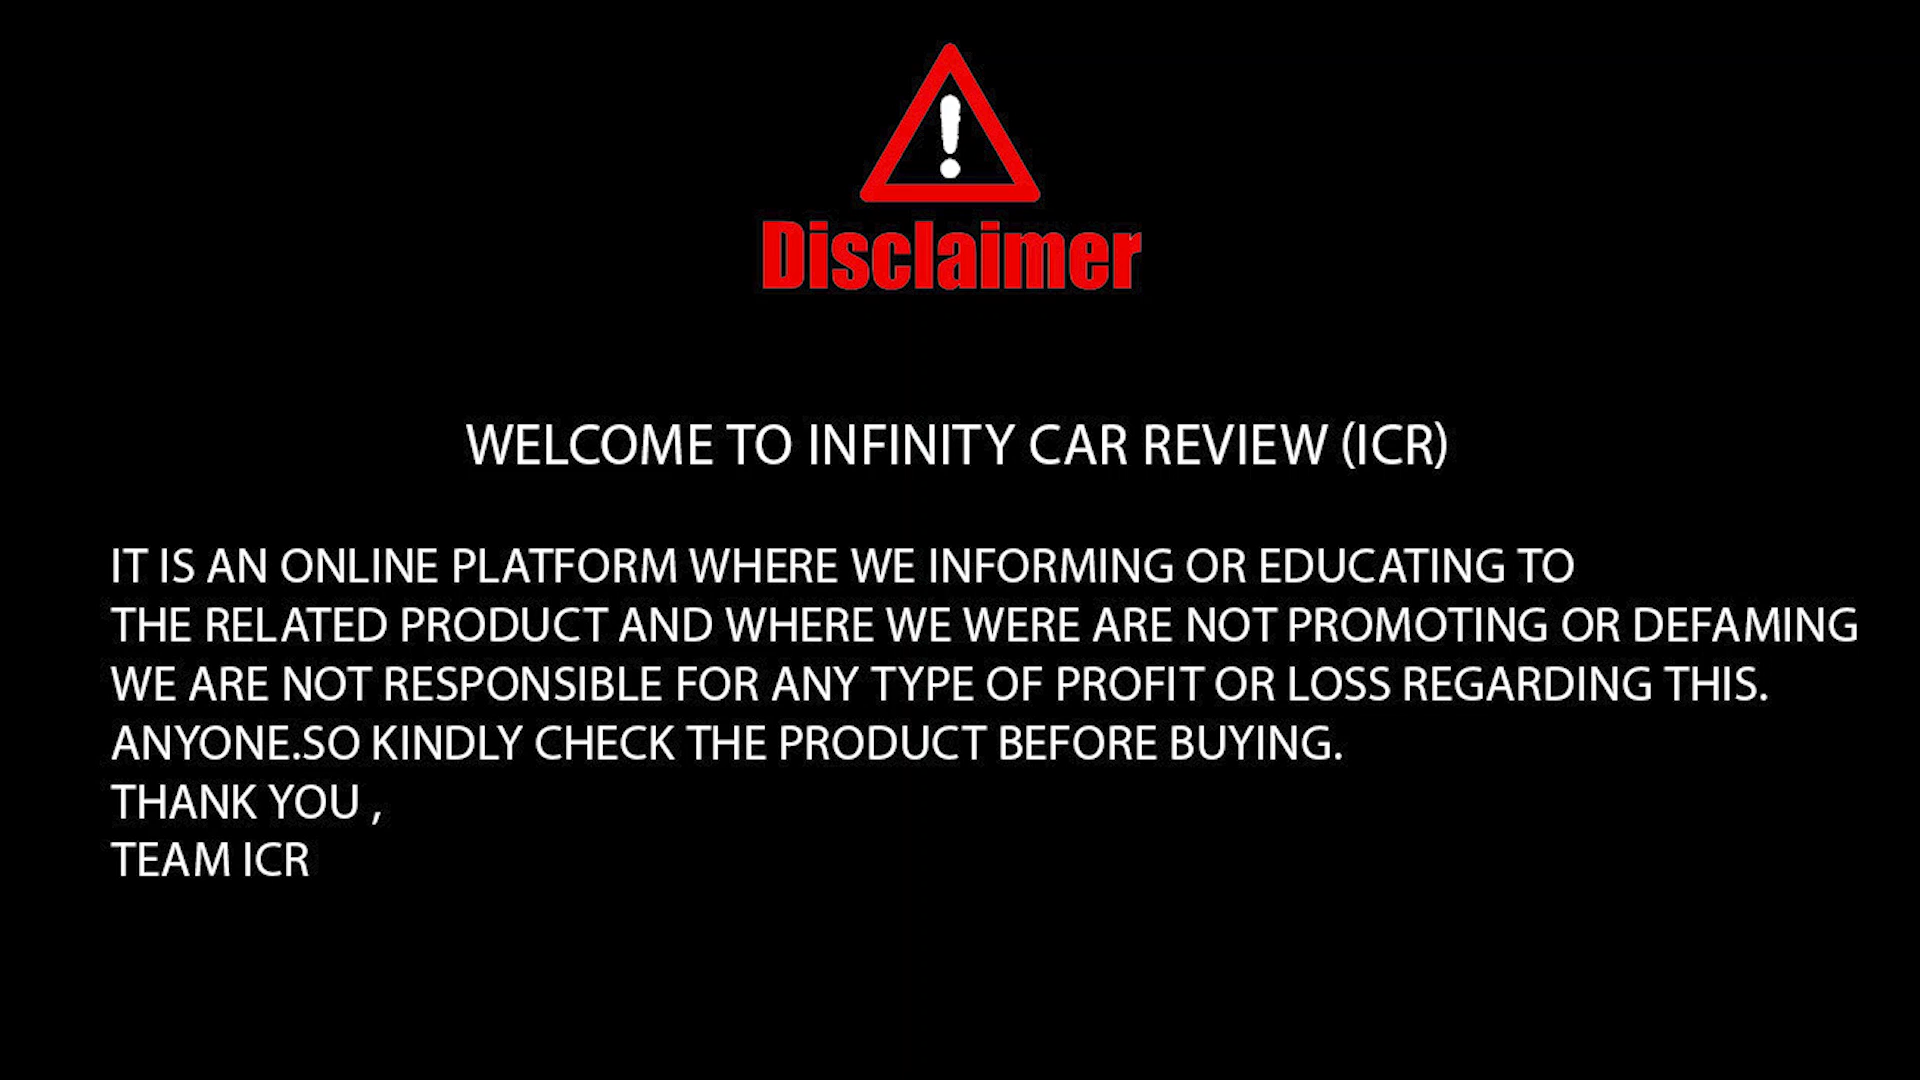 Disclaimer
WELCOME TO INFINITY CAR REVIEW (ICR)
IT IS AN ONLINE PLATFORM WHERE WE INFORMING OR EDUCATING TO
THE RELATED PRODUCT AND WHERE WE WERE ARE NOT PROMOTING OR DEFAMING
WE ARE NOT RESPONSIBLE FOR ANY TYPE OF PROFIT OR LOSS REGARDING THIS.
ANYONE.SO KINDLY CHECK THE PRODUCT BEFORE BUYING.
THANK YOU ,
TEAM ICR